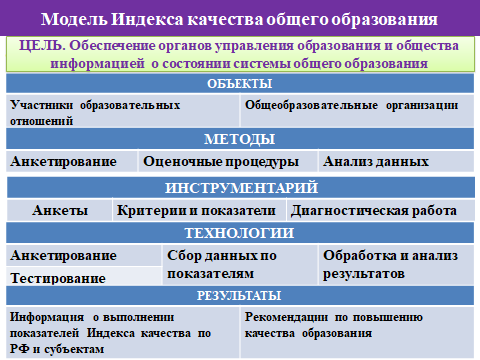 Модель Индекса качества общего образования
ЦЕЛЬ. Обеспечение органов управления образования и общества
информацией о состоянии системы общего образования
ОБЪЕКТЫ
Участники образовательных
отношений
Общеобразовательные организации
МЕТОДЫ
Анкетирование
Оценочные процедуры
Анализ данных
ИНСТРУМЕНТАРИЙ
Анкеты
Критерии и показатели
Диагностическая работа
ТЕХНОЛОГИИ
Анкетирование
Тестирование
Сбор данных по
показателям
Обработка и анализ
результатов
РЕЗУЛЬТАТЫ
Информация о выполнении
показателей Индекса качества по
РФ и субъектам
Рекомендации по повышению
качества образования